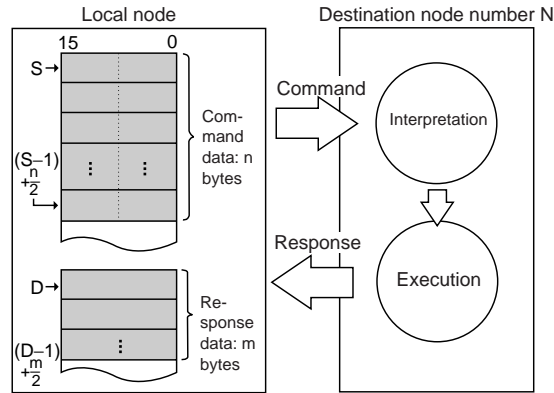 Local node
Destination node number N
15 0
S
Com-
mand
data: n
bytes
(S–1)
+n/2
Command
Interpretation
Response
Execution
D
Re-
sponse
data: m
bytes
(D–1)
+m/2